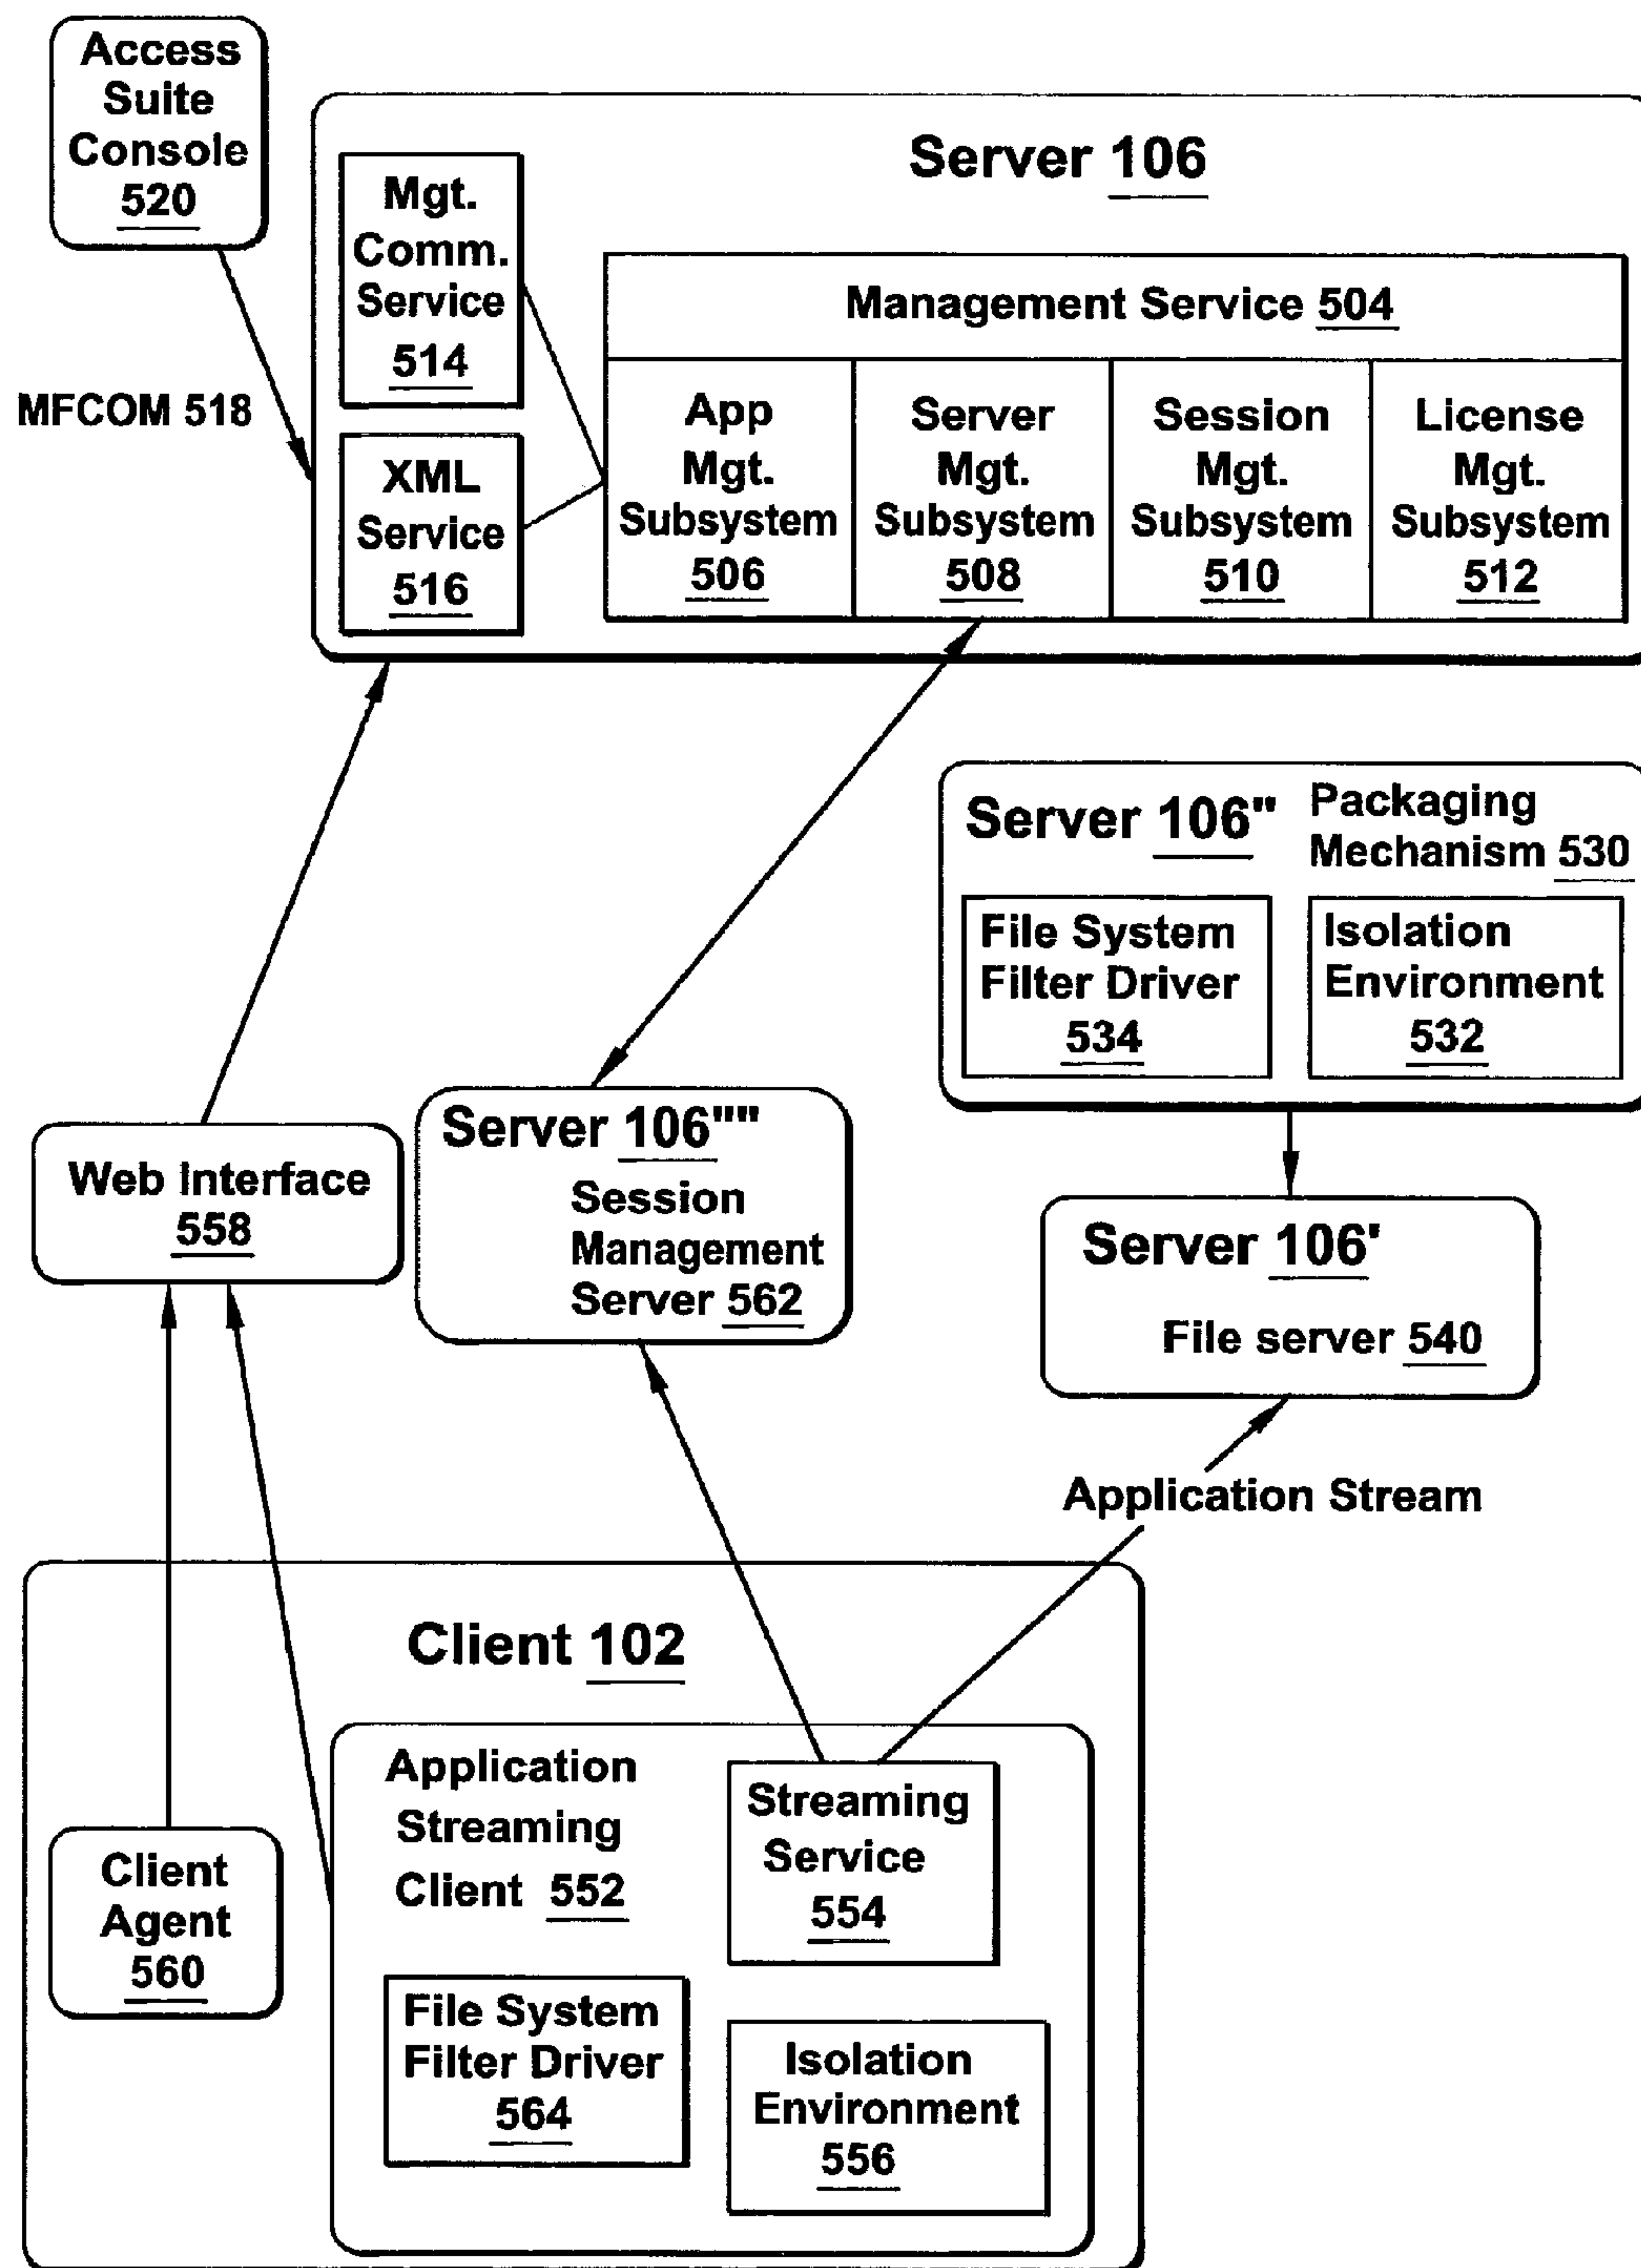 Access
Suite
Console
520
MFCOM 518
Server 106
Mgt.
Comm.
Service
514
XML
Service
516
Management Service 504
App
Mgt.
Subsystem
506
Server
Mgt.
Subsystem
508
Session
Mgt.
Subsystem
510
License
Mgt.
Subsystem
512
Server 106"
Packaging
Mechanism 530
File System
Filter Driver
534
Isolation
Environment
532
Web Interface
558
Server 106""
Session
Management
Server 562
Server 106'
File server 540
Application Stream
Client 102
Client
Agent
560
Application
Streaming
Client 552
Streaming
Service
554
File System
Filter Driver
564
Isolation
Environment
556